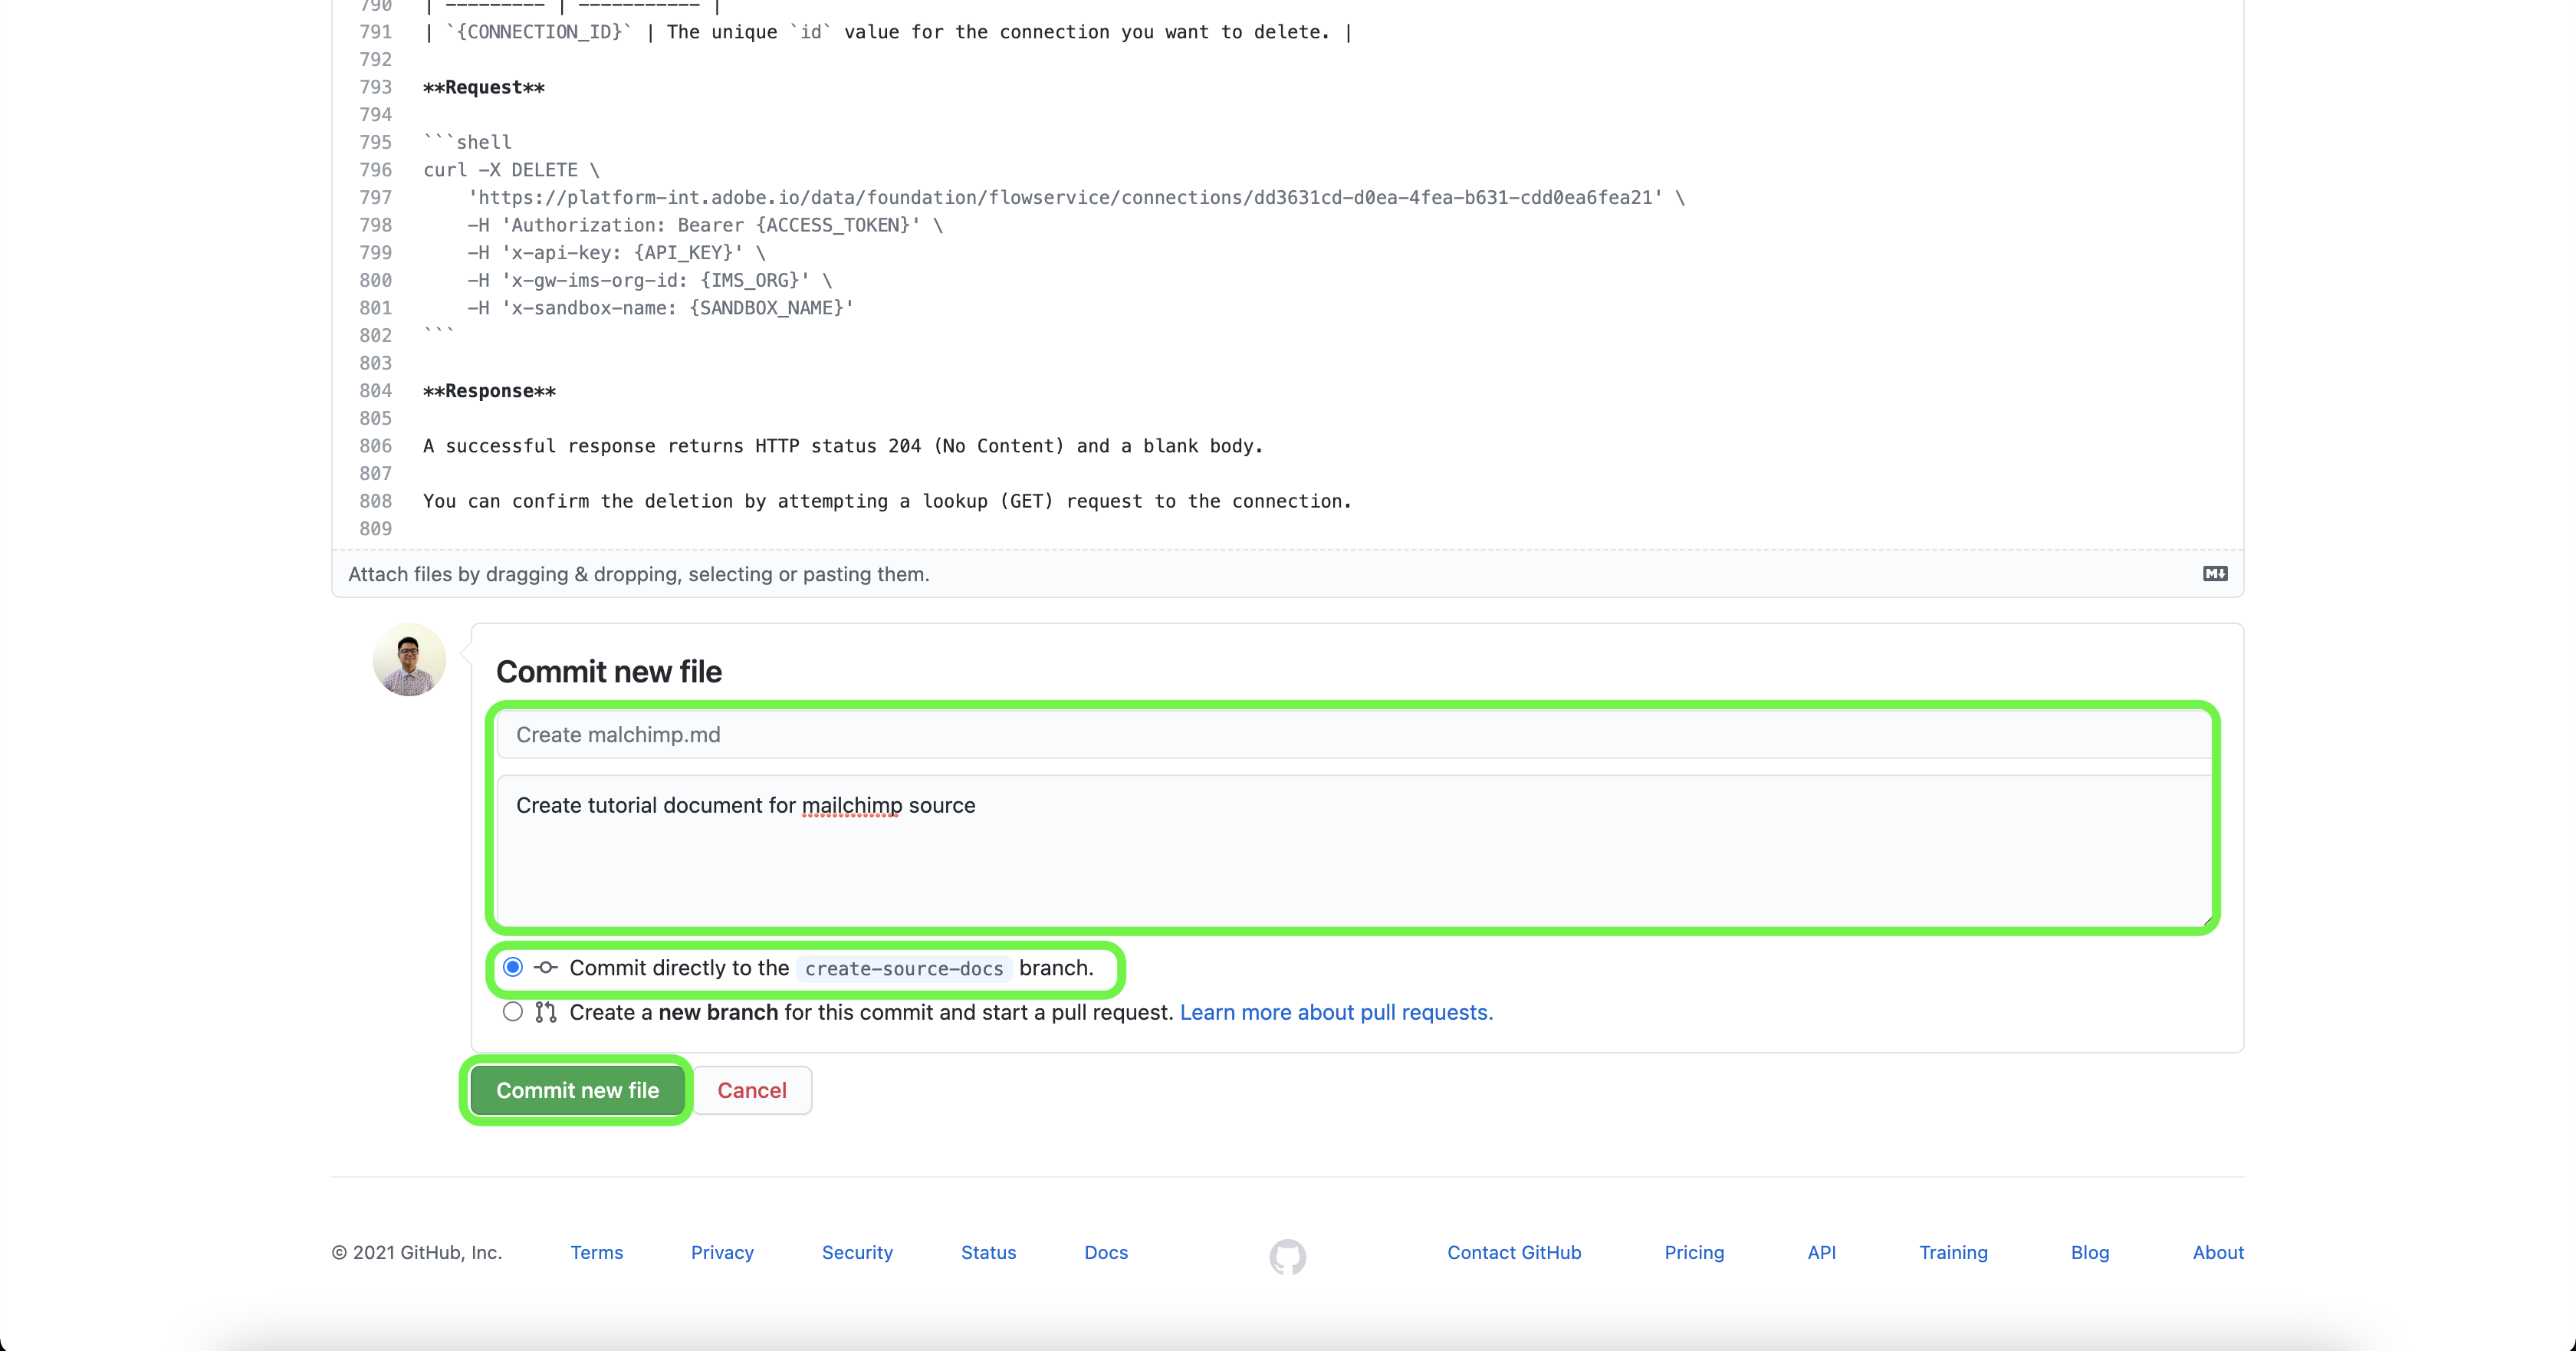 790 | --------- | ----------- |
791 | `{CONNECTION_ID}` | The unique `id` value for the connection you want to delete. |
792
793 **Request**
794
795 ```shell
796 curl -X DELETE \
797 'https://platform-int.adobe.io/data/foundation/flowservice/connections/dd3631cd-d0ea-4fea-b631-cdd0ea6fea21' \
798 -H 'Authorization: Bearer {ACCESS_TOKEN}' \
799 -H 'x-api-key: {API_KEY}' \
800 -H 'x-gw-ims-org-id: {IMS_ORG}' \
801 -H 'x-sandbox-name: {SANDBOX_NAME}'
802 ```
803
804 **Response**
805
806 A successful response returns HTTP status 204 (No Content) and a blank body.
807
808 You can confirm the deletion by attempting a lookup (GET) request to the connection.
809
Attach files by dragging & dropping, selecting or pasting them.
M↓
Commit new file
Create malchimp.md
Create tutorial document for mailchimp source
Commit directly to the create-source-docs branch.
Create a new branch for this commit and start a pull request. Learn more about pull requests.
Commit new file Cancel
© 2021 GitHub, Inc. Terms Privacy Security Status Docs Contact GitHub Pricing API Training Blog About